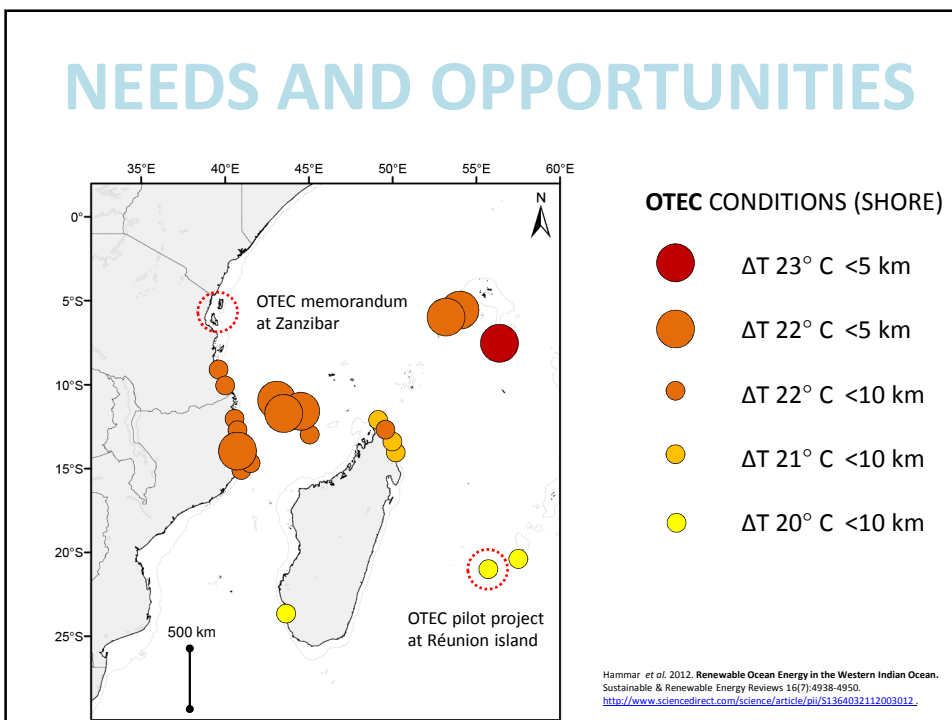 NEEDS AND OPPORTUNITIES
35°E 40°E 45°E 50°E 55°E 60°E
N
0°
5°S
10°S
15°S
20°S
25°S
OTEC memorandum
at Zanzibar
OTEC pilot project
at Réunion island
500 km
OTEC CONDITIONS (SHORE)
ΔT 23° C <5 km
ΔT 22° C <5 km
ΔT 22° C <10 km
ΔT 21° C <10 km
ΔT 20° C <10 km
Hammar et al. 2012. Renewable Ocean Energy in the Western Indian Ocean.
Sustainable & Renewable Energy Reviews 16(7):4938-4950.
http://www.sciencedirect.com/science/article/pii/S1364032112003012 .